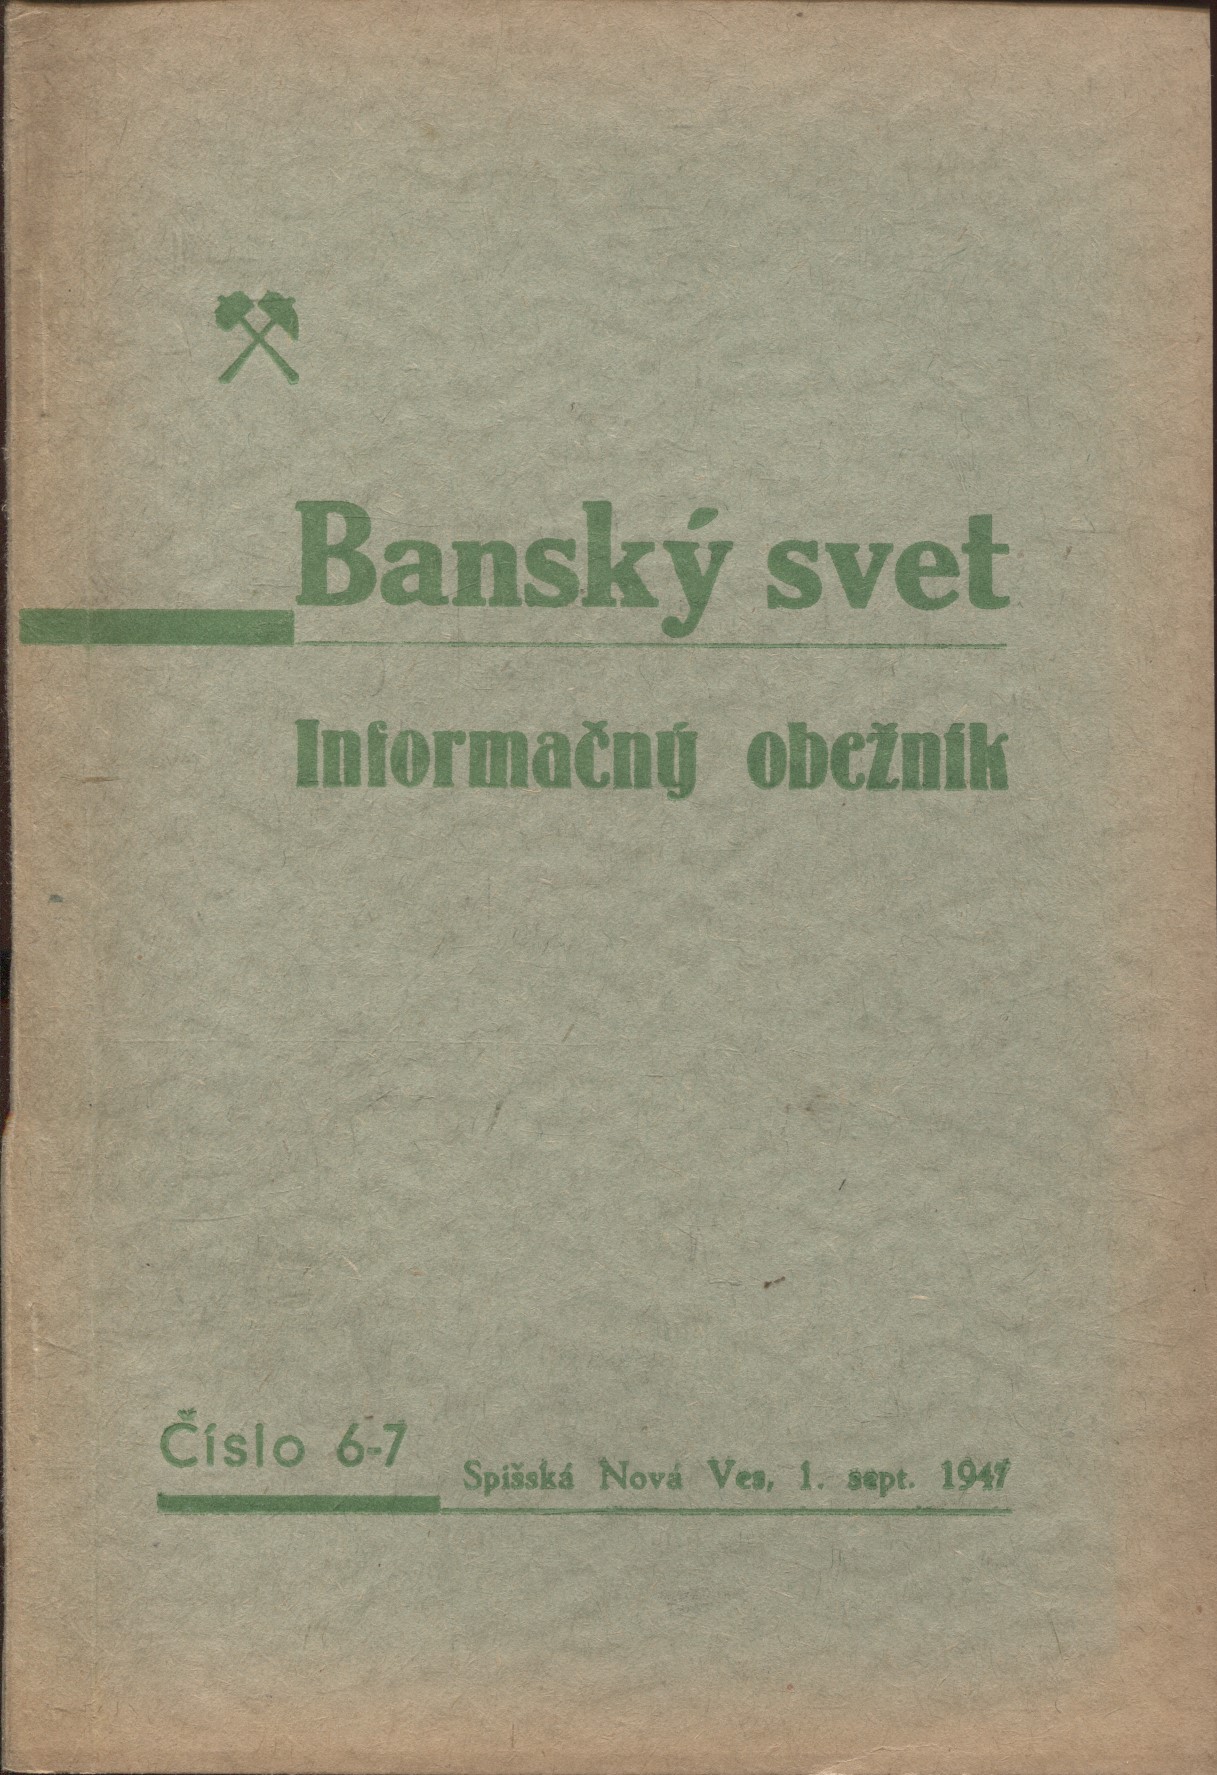 Banský svet
Informačný obežník
Číslo 6-7
Spišská Nová Ves, 1. sept. 1947